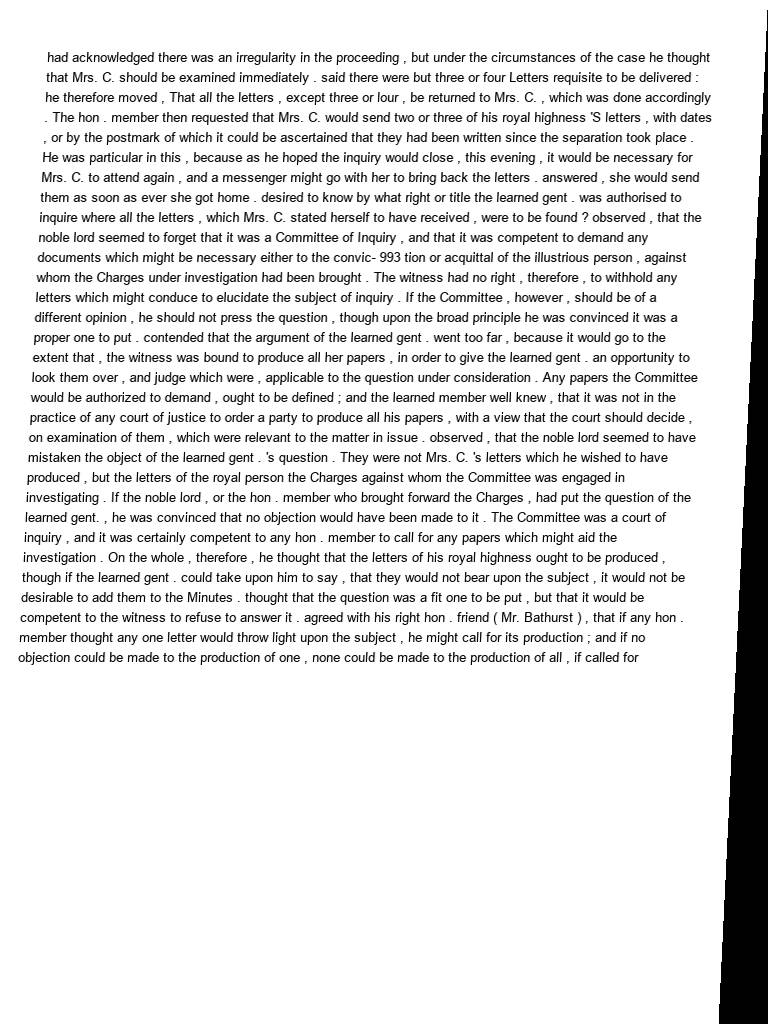 had acknowledged there was an irregularity in the proceeding , but under the circumstances of the case he thought
that Mrs. C. should be examined immediately . said there were but three or four Letters requisite to be delivered :
he therefore moved , That all the letters , except three or lour , be returned to Mrs. C. , which was done accordingly
. The hon . member then requested that Mrs. C. would send two or three of his royal highness 'S letters , with dates
, or by the postmark of which it could be ascertained that they had been written since the separation took place .
He was particular in this , because as he hoped the inquiry would close , this evening , it would be necessary for
Mrs. C. to attend again , and a messenger might go with her to bring back the letters . answered , she would send
them as soon as ever she got home . desired to know by what right or title the learned gent . was authorised to
inquire where all the letters , which Mrs. C. stated herself to have received , were to be found ? observed , that the
noble lord seemed to forget that it was a Committee of Inquiry , and that it was competent to demand any
documents which might be necessary either to the convic- 993 tion or acquittal of the illustrious person , against
whom the Charges under investigation had been brought . The witness had no right , therefore , to withhold any
letters which might conduce to elucidate the subject of inquiry . If the Committee , however , should be of a
different opinion , he should not press the question , though upon the broad principle he was convinced it was a
proper one to put . contended that the argument of the learned gent . went too far , because it would go to the
extent that , the witness was bound to produce all her papers , in order to give the learned gent . an opportunity to
look them over , and judge which were , applicable to the question under consideration . Any papers the Committee
would be authorized to demand , ought to be defined ; and the learned member well knew , that it was not in the
practice of any court of justice to order a party to produce all his papers , with a view that the court should decide ,
on examination of them , which were relevant to the matter in issue . observed , that the noble lord seemed to have
mistaken the object of the learned gent . 's question . They were not Mrs. C. 's letters which he wished to have
produced , but the letters of the royal person the Charges against whom the Committee was engaged in
investigating . If the noble lord , or the hon . member who brought forward the Charges , had put the question of the
learned gent. , he was convinced that no objection would have been made to it . The Committee was a court of
inquiry , and it was certainly competent to any hon . member to call for any papers which might aid the
investigation . On the whole , therefore , he thought that the letters of his royal highness ought to be produced ,
though if the learned gent . could take upon him to say , that they would not bear upon the subject , it would not be
desirable to add them to the Minutes . thought that the question was a fit one to be put , but that it would be
competent to the witness to refuse to answer it . agreed with his right hon . friend ( Mr. Bathurst ) , that if any hon .
member thought any one letter would throw light upon the subject , he might call for its production ; and if no
objection could be made to the production of one , none could be made to the production of all , if called for